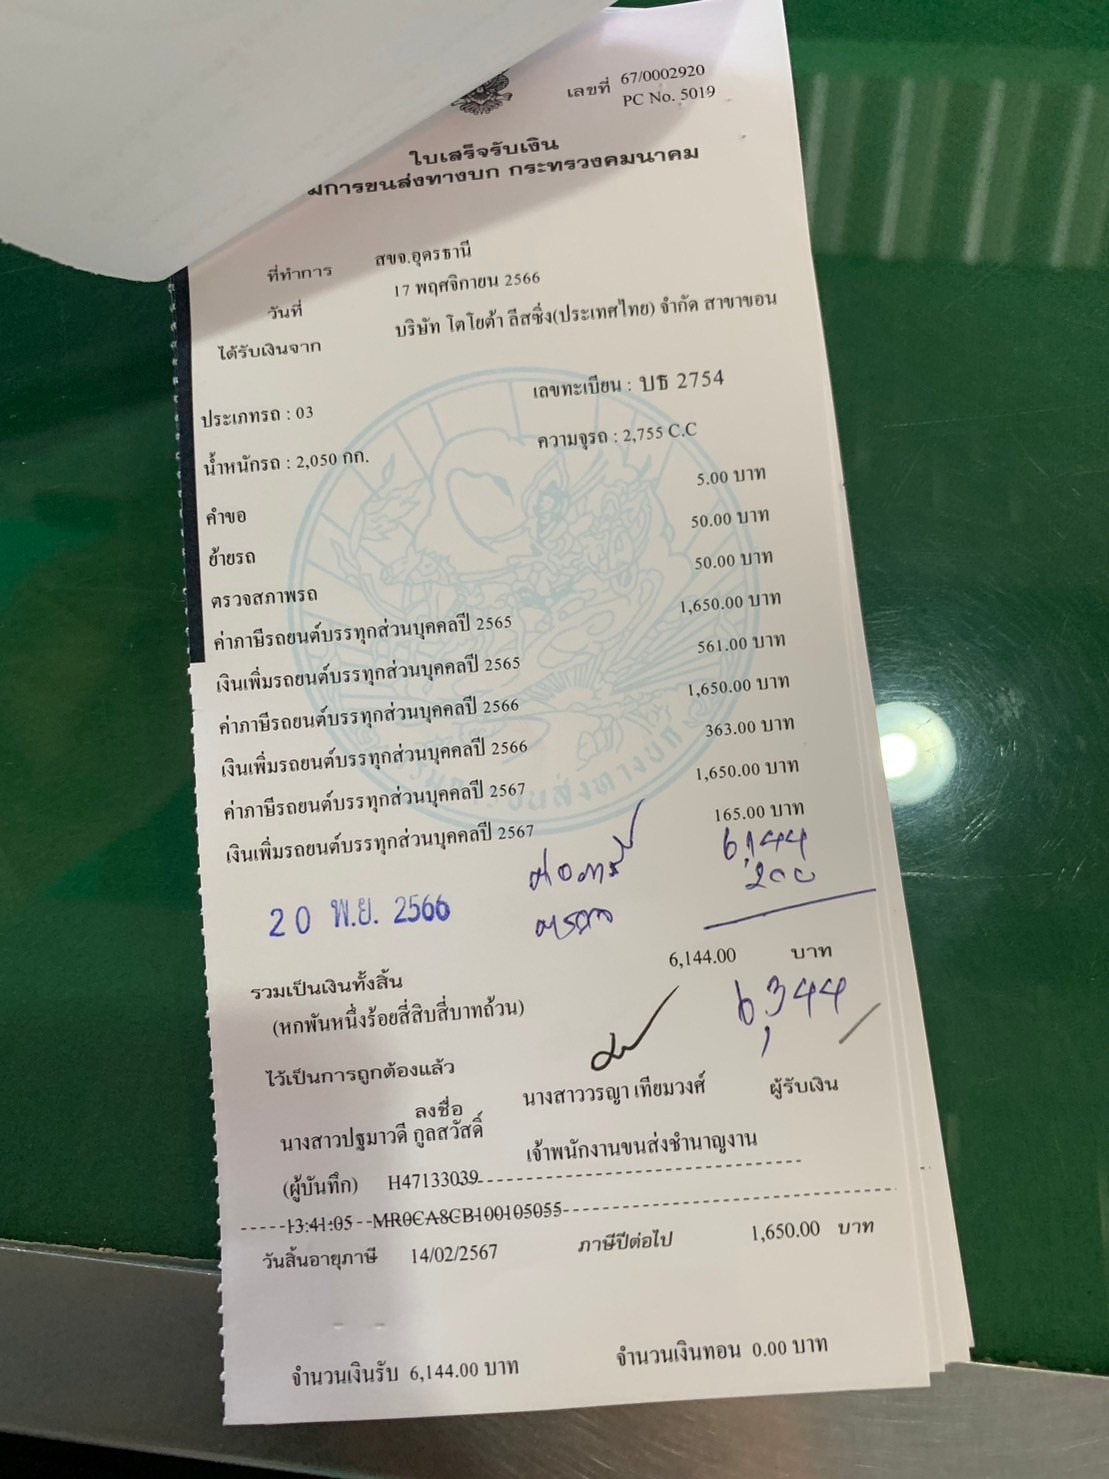 เลขที่ 67/0002920
PC No. 5019
ใบเสร็จรับเงิน
มการขนส่งทางบก กระทรวงคมนาคม
ที่ทำการ สขจ.อุดรธานี
วันที่ 17 พฤศจิกายน 2566
ได้รับเงินจาก บริษัท โตโยต้า ลีสซิ่ง(ประเทศไทย) จำกัด สาขาขอน
ประเภทรถ : 03 เลขทะเบียน : บธ 2754
น้ำหนักรถ : 2,050 กก. ความจุรถ : 2,755 C.C
คำขอ 5.00 บาท
ย้ายรถ 50.00 บาท
ตรวจสภาพรถ 50.00 บาท
ค่าภาษีรถยนต์บรรทุกส่วนบุคคลปี 2565 1,650.00 บาท
เงินเพิ่มรถยนต์บรรทุกส่วนบุคคลปี 2565 561.00 บาท
ค่าภาษีรถยนต์บรรทุกส่วนบุคคลปี 2566 1,650.00 บาท
เงินเพิ่มรถยนต์บรรทุกส่วนบุคคลปี 2566 363.00 บาท
ค่าภาษีรถยนต์บรรทุกส่วนบุคคลปี 2567 1,650.00 บาท
เงินเพิ่มรถยนต์บรรทุกส่วนบุคคลปี 2567 165.00 บาท
ต่อภาษี 6,144
ตรวจ 200
20 พ.ย. 2566
รวมเป็นเงินทั้งสิ้น 6,144.00 บาท
(หกพันหนึ่งร้อยสี่สิบสี่บาทถ้วน) 6,344
ไว้เป็นการถูกต้องแล้ว
ลงชื่อ นางสาววรญา เทียมวงศ์ ผู้รับเงิน
นางสาวปฐมาวดี กูลสวัสดิ์ เจ้าพนักงานขนส่งชำนาญงาน
(ผู้บันทึก) H47133039
13:41:05 MR0CA8CB100105055
วันสิ้นอายุภาษี 14/02/2567 ภาษีปีต่อไป 1,650.00 บาท
จำนวนเงินรับ 6,144.00 บาท จำนวนเงินทอน 0.00 บาท